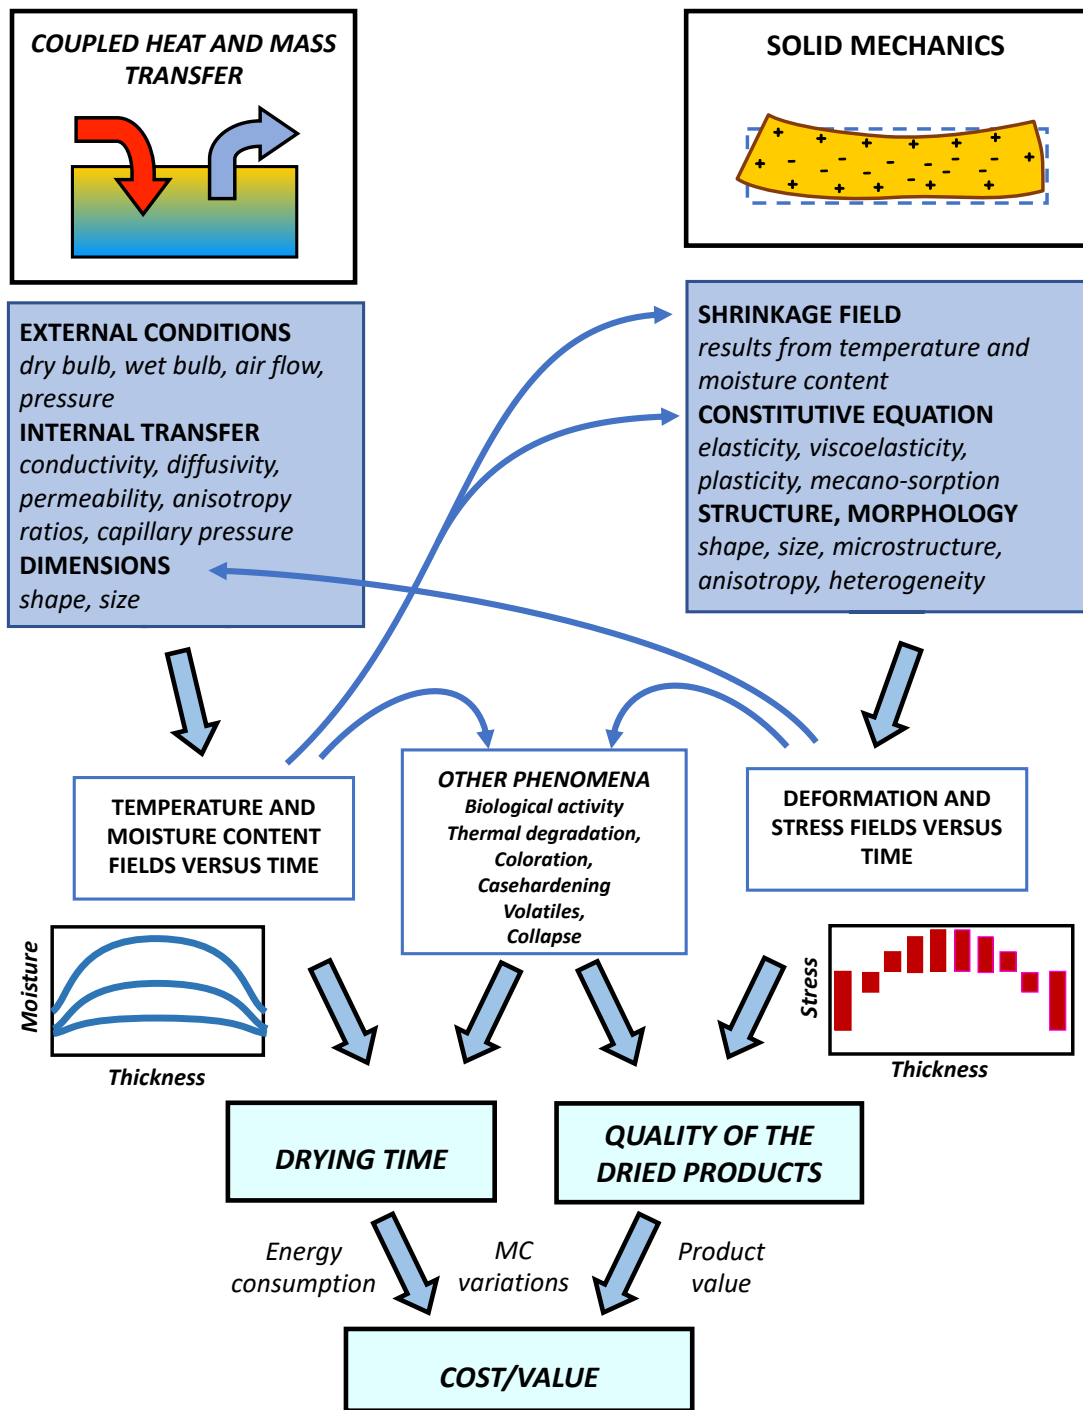 COUPLED HEAT AND MASS
TRANSFER
SOLID MECHANICS
+ + + + + +
+ - - - - - +
- - - - -
+ + + + + + +
EXTERNAL CONDITIONS
dry bulb, wet bulb, air flow,
pressure
INTERNAL TRANSFER
conductivity, diffusivity,
permeability, anisotropy
ratios, capillary pressure
DIMENSIONS
shape, size
SHRINKAGE FIELD
results from temperature and
moisture content
CONSTITUTIVE EQUATION
elasticity, viscoelasticity,
plasticity, mecano-sorption
STRUCTURE, MORPHOLOGY
shape, size, microstructure,
anisotropy, heterogeneity
TEMPERATURE AND
MOISTURE CONTENT
FIELDS VERSUS TIME
OTHER PHENOMENA
Biological activity
Thermal degradation,
Coloration,
Casehardening
Volatiles,
Collapse
DEFORMATION AND
STRESS FIELDS VERSUS
TIME
Moisture
Thickness
Stress
Thickness
DRYING TIME
QUALITY OF THE
DRIED PRODUCTS
Energy
consumption
MC
variations
Product
value
COST/VALUE